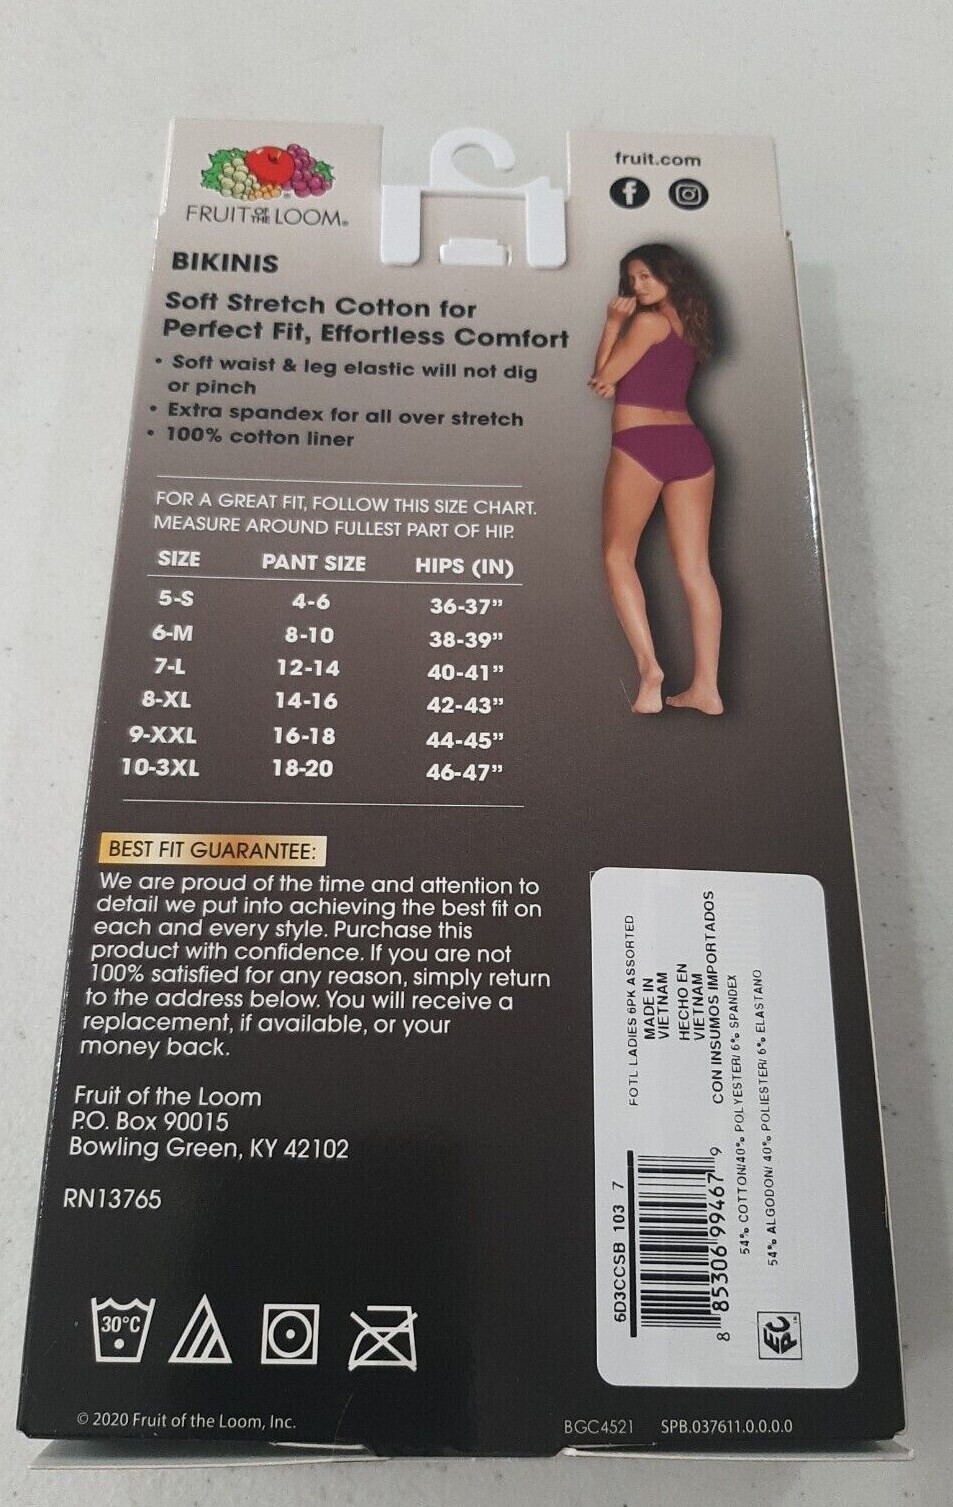 FRUIT OF THE LOOM®
fruit.com
BIKINIS
Soft Stretch Cotton for
Perfect Fit, Effortless Comfort
• Soft waist & leg elastic will not dig
or pinch
• Extra spandex for all over stretch
• 100% cotton liner
FOR A GREAT FIT, FOLLOW THIS SIZE CHART.
MEASURE AROUND FULLEST PART OF HIP.
SIZE PANT SIZE HIPS (IN)
5-S 4-6 36-37”
6-M 8-10 38-39”
7-L 12-14 40-41”
8-XL 14-16 42-43”
9-XXL 16-18 44-45”
10-3XL 18-20 46-47”
BEST FIT GUARANTEE:
We are proud of the time and attention to
detail we put into achieving the best fit on
each and every style. Purchase this
product with confidence. If you are not
100% satisfied for any reason, simply return
to the address below. You will receive a
replacement, if available, or your
money back.
Fruit of the Loom
P.O. Box 90015
Bowling Green, KY 42102
RN13765
30°C
© 2020 Fruit of the Loom, Inc.
BGC4521 SPB.037611.0.0.0.0
FOTL LADIES 6PK ASSORTED
MADE IN
VIETNAM
HECHO EN
VIETNAM
CON INSUMOS IMPORTADOS
54% COTTON/40% POLYESTER/ 6% SPANDEX
54% ALGODON/ 40% POLIESTER/ 6% ELASTANO
6D3CCSB 103 7
8 85306 99467 9
EPC